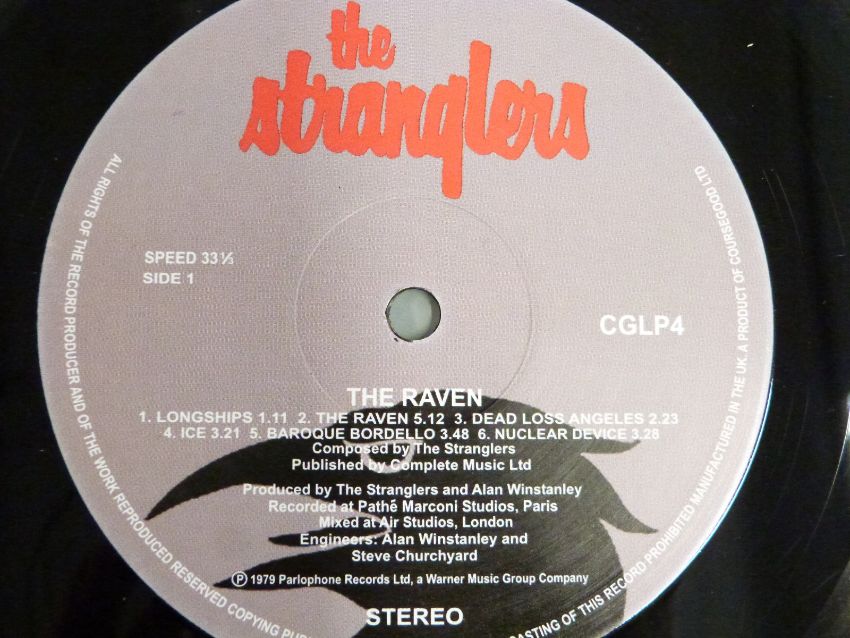 the
stranglers
SPEED 33⅓
SIDE 1
CGLP4
THE RAVEN
1. LONGSHIPS 1.11 2. THE RAVEN 5.12 3. DEAD LOSS ANGELES 2.23
4. ICE 3.21 5. BAROQUE BORDELLO 3.48 6. NUCLEAR DEVICE 3.28
Composed by The Stranglers
Published by Complete Music Ltd
Produced by The Stranglers and Alan Winstanley
Recorded at Pathé Marconi Studios, Paris
Mixed at Air Studios, London
Engineers: Alan Winstanley and
Steve Churchyard
℗ 1979 Parlophone Records Ltd, a Warner Music Group Company
STEREO
ALL RIGHTS OF THE RECORD PRODUCER AND OF THE WORK REPRODUCED RESERVED COPYING
OF THIS RECORD PROHIBITED MANUFACTURED IN THE UK. A PRODUCT OF COURSEGOOD LTD